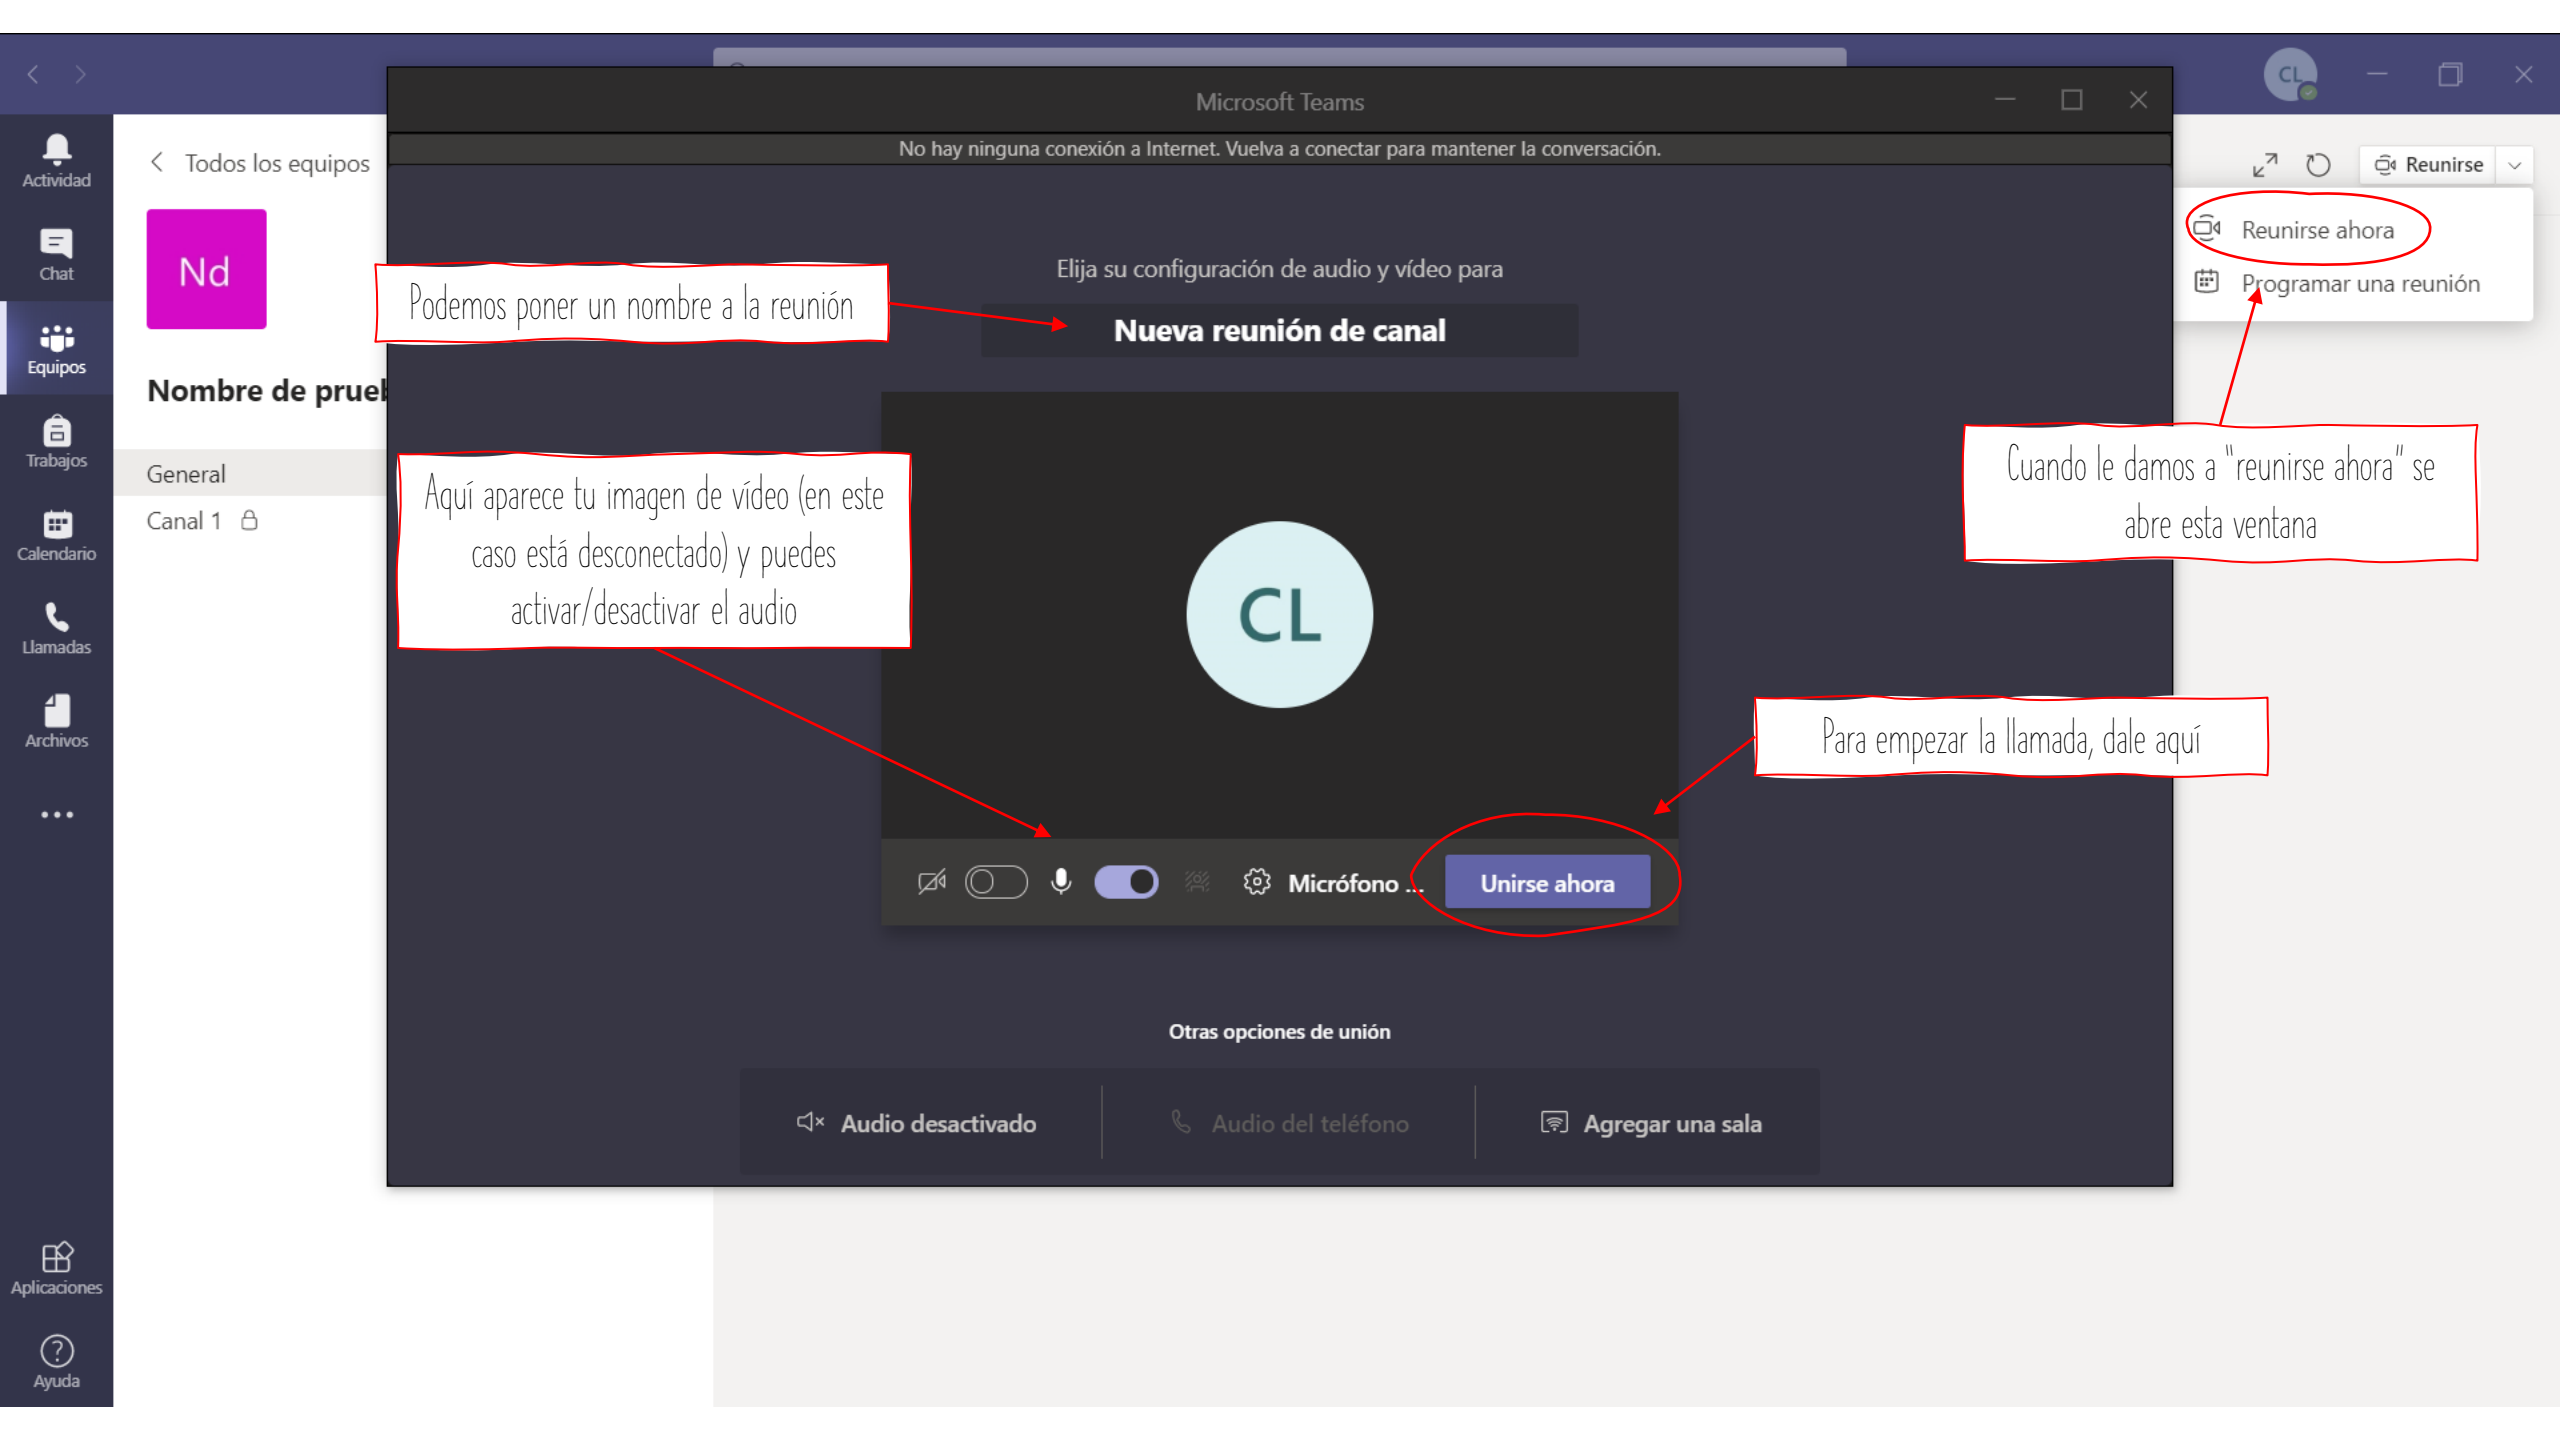 CL
Microsoft Teams
No hay ninguna conexión a Internet. Vuelva a conectar para mantener la conversación.
Actividad
Chat
Equipos
Trabajos
Calendario
Llamadas
Archivos
Aplicaciones
Ayuda
Todos los equipos
Nd
Nombre de prueb
General
Canal 1
Reunirse
Reunirse ahora
Programar una reunión
Elija su configuración de audio y vídeo para
Podemos poner un nombre a la reunión
Nueva reunión de canal
Aquí aparece tu imagen de vídeo (en este
caso está desconectado) y puedes
activar/desactivar el audio
Cuando le damos a "reunirse ahora" se
abre esta ventana
CL
Para empezar la llamada, dale aquí
Micrófono ...
Unirse ahora
Otras opciones de unión
Audio desactivado
Audio del teléfono
Agregar una sala